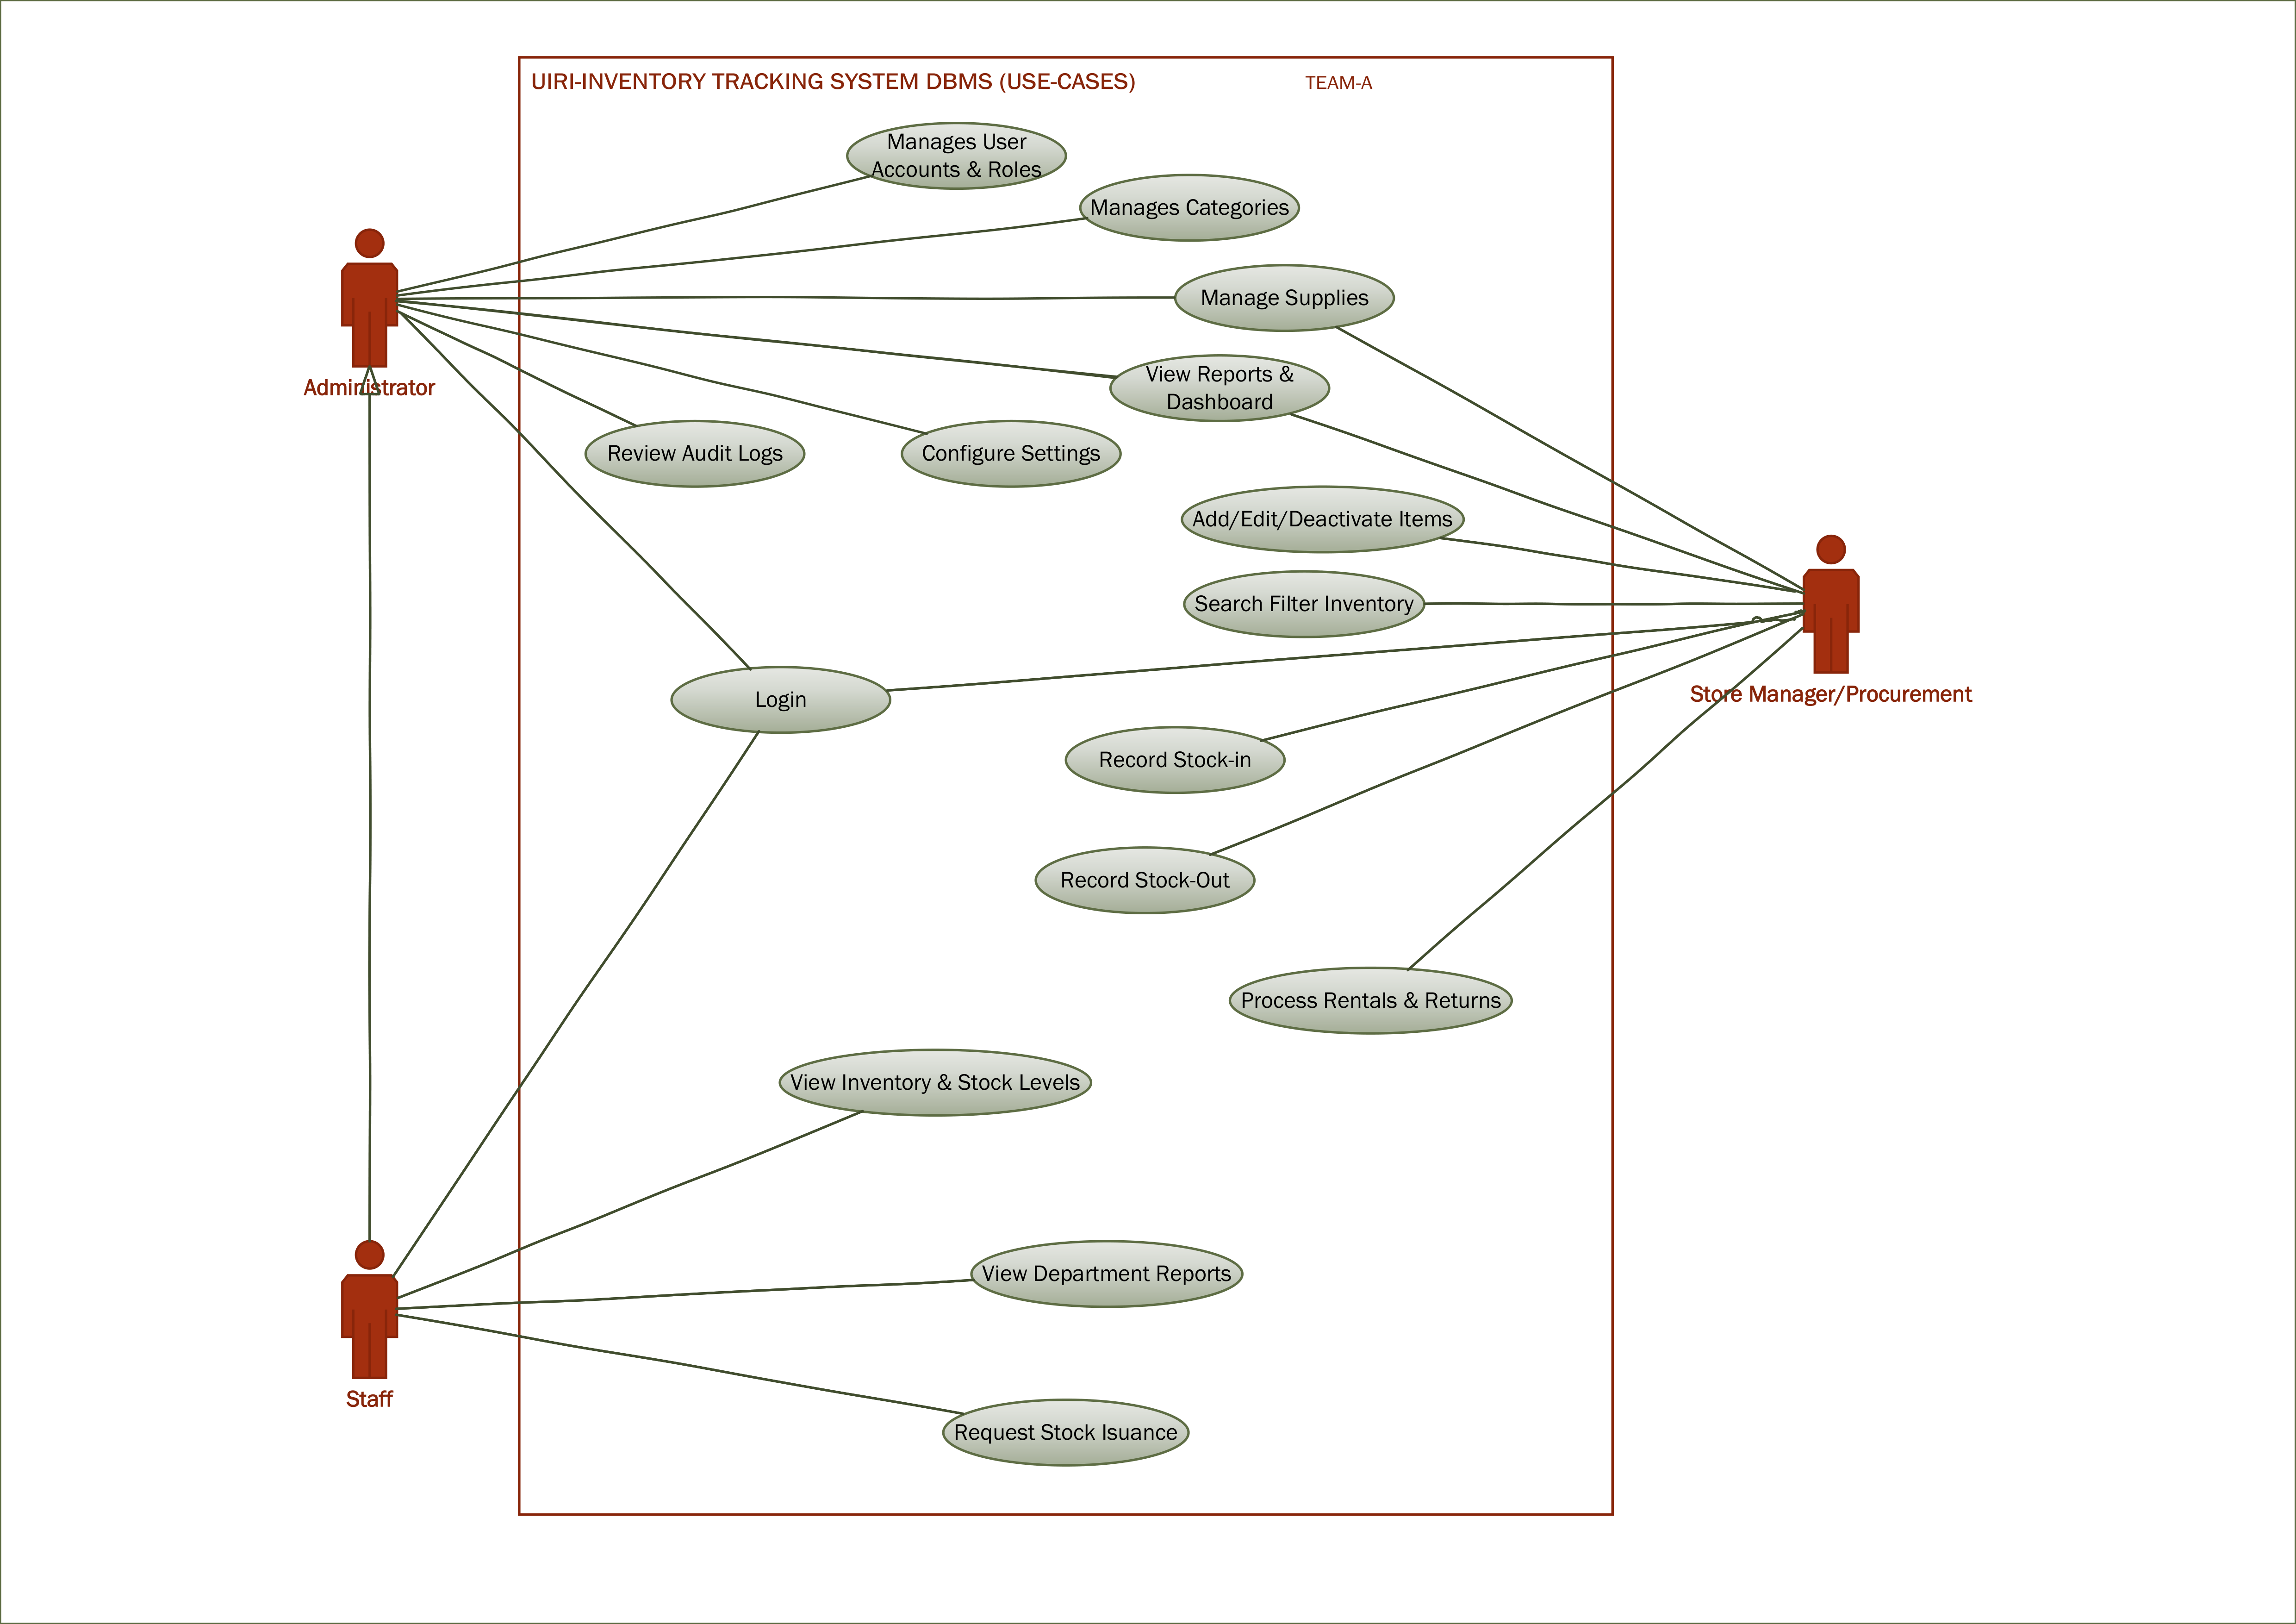 UIRI-INVENTORY TRACKING SYSTEM DBMS (USE-CASES)
TEAM-A
Manages User
Accounts & Roles
Manages Categories
Manage Supplies
View Reports &
Dashboard
Administrator
Review Audit Logs
Configure Settings
Add/Edit/Deactivate Items
Search Filter Inventory
Login
Store Manager/Procurement
Record Stock-in
Record Stock-Out
Process Rentals & Returns
View Inventory & Stock Levels
View Department Reports
Staff
Request Stock Isuance